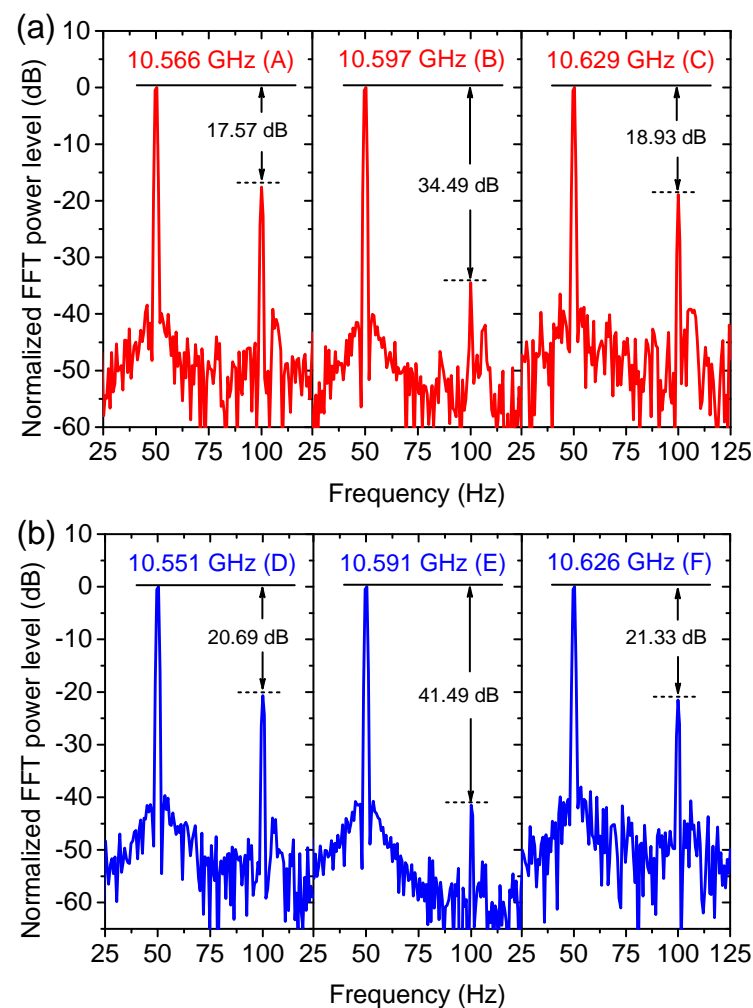 (a)
Normalized FFT power level (dB)
10
0
-10
-20
-30
-40
-50
-60
10.566 GHz (A)
10.597 GHz (B)
10.629 GHz (C)
17.57 dB
34.49 dB
18.93 dB
25 50 75 100 25 50 75 100 25 50 75 100 125
Frequency (Hz)
(b)
Normalized FFT power level (dB)
10
0
-10
-20
-30
-40
-50
-60
10.551 GHz (D)
10.591 GHz (E)
10.626 GHz (F)
20.69 dB
41.49 dB
21.33 dB
25 50 75 100 25 50 75 100 25 50 75 100 125
Frequency (Hz)